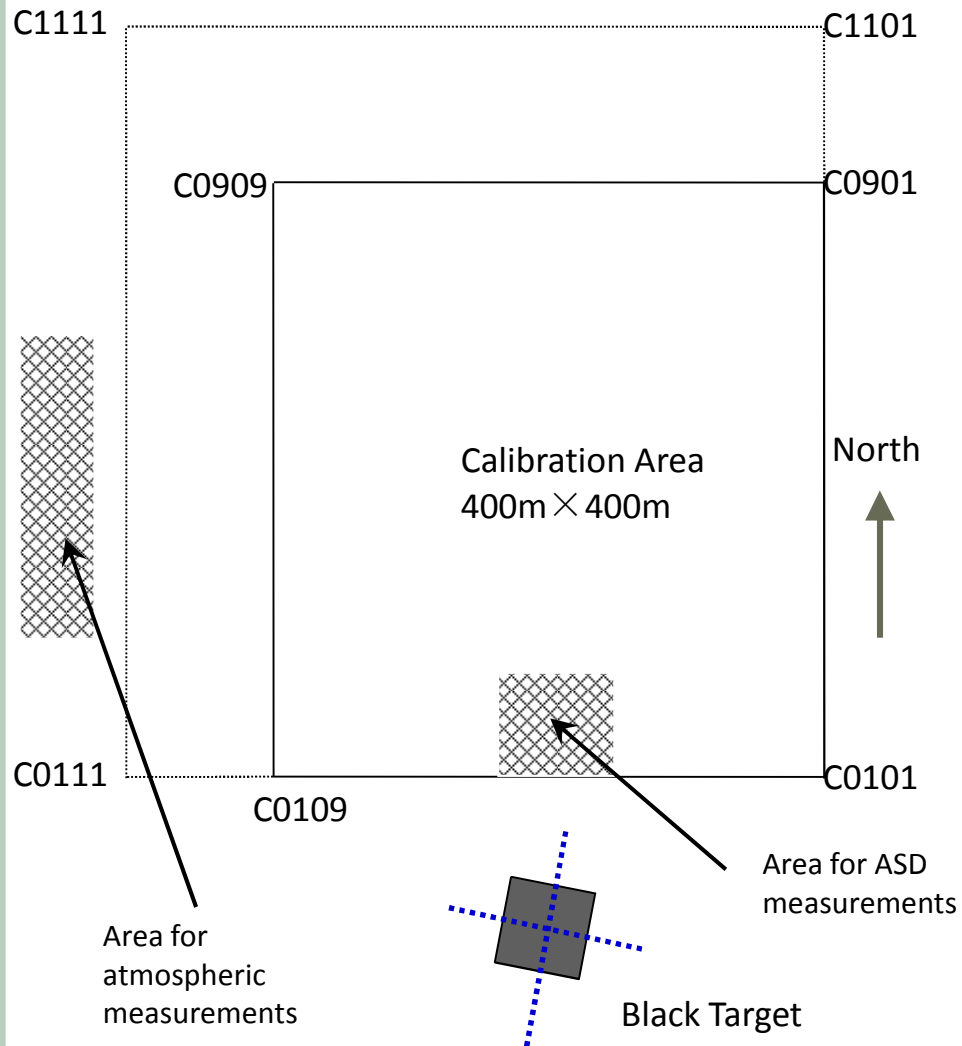 C1111
C1101
C0909
C0901
North
Calibration Area
400m×400m
C0111
C0101
C0109
Area for ASD
measurements
Area for
atmospheric
measurements
Black Target